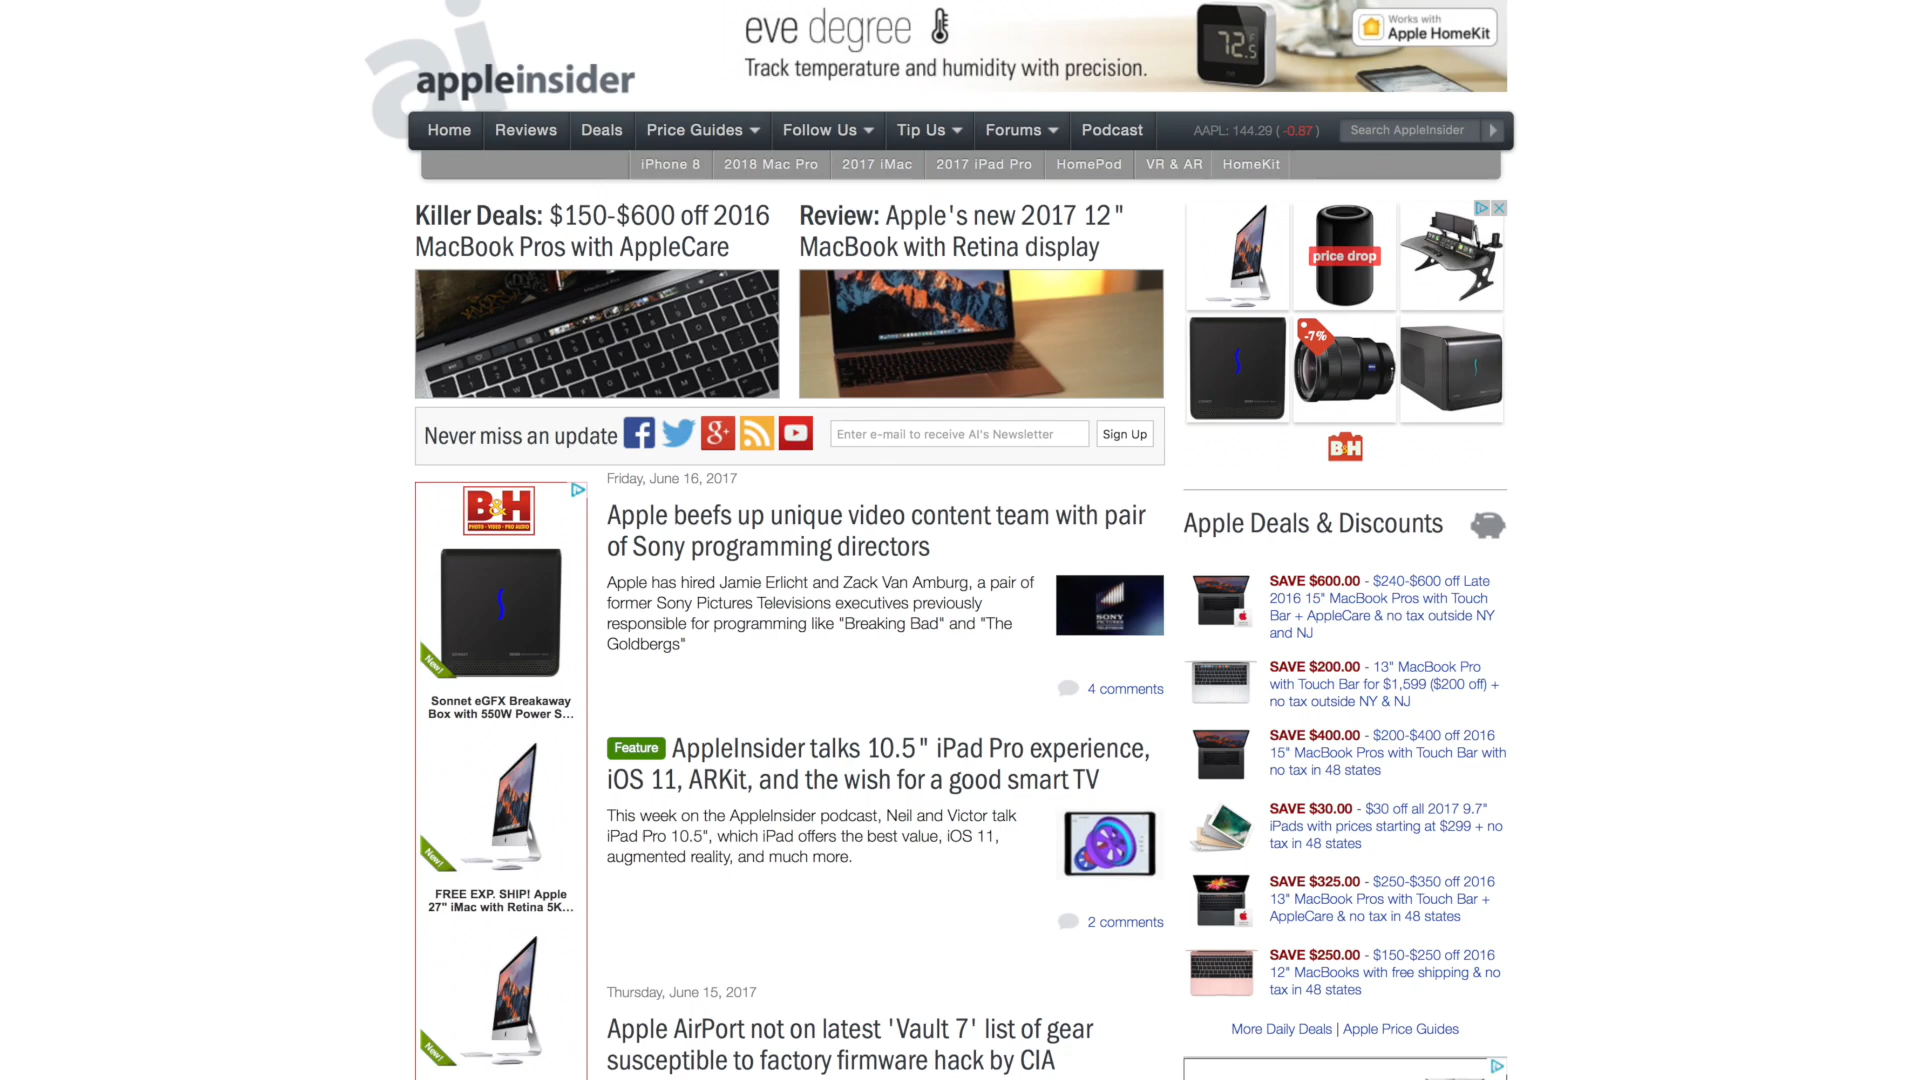 ai
appleinsider
eve degree
Track temperature and humidity with precision.
72.5
Works with
Apple HomeKit
Home
Reviews
Deals
Price Guides
Follow Us
Tip Us
Forums
Podcast
AAPL: 144.29 ( -0.87 )
Search AppleInsider
iPhone 8
2018 Mac Pro
2017 iMac
2017 iPad Pro
HomePod
VR & AR
HomeKit
Killer Deals: $150-$600 off 2016
MacBook Pros with AppleCare
Review: Apple's new 2017 12"
MacBook with Retina display
price drop
-7%
B&H
Never miss an update
Enter e-mail to receive AI's Newsletter
Sign Up
B&H
PHOTO · VIDEO · PRO AUDIO
New!
Sonnet eGFX Breakaway
Box with 550W Power S...
New!
FREE EXP. SHIP! Apple
27" iMac with Retina 5K...
New!
Friday, June 16, 2017
Apple beefs up unique video content team with pair
of Sony programming directors
Apple has hired Jamie Erlicht and Zack Van Amburg, a pair of
former Sony Pictures Televisions executives previously
responsible for programming like "Breaking Bad" and "The
Goldbergs"
SONY
PICTURES
TELEVISION
4 comments
Feature AppleInsider talks 10.5" iPad Pro experience,
iOS 11, ARKit, and the wish for a good smart TV
This week on the AppleInsider podcast, Neil and Victor talk
iPad Pro 10.5", which iPad offers the best value, iOS 11,
augmented reality, and much more.
2 comments
Thursday, June 15, 2017
Apple AirPort not on latest 'Vault 7' list of gear
susceptible to factory firmware hack by CIA
Apple Deals & Discounts
SAVE $600.00 - $240-$600 off Late
2016 15" MacBook Pros with Touch
Bar + AppleCare & no tax outside NY
and NJ
SAVE $200.00 - 13" MacBook Pro
with Touch Bar for $1,599 ($200 off) +
no tax outside NY & NJ
SAVE $400.00 - $200-$400 off 2016
15" MacBook Pros with Touch Bar with
no tax in 48 states
SAVE $30.00 - $30 off all 2017 9.7"
iPads with prices starting at $299 + no
tax in 48 states
SAVE $325.00 - $250-$350 off 2016
13" MacBook Pros with Touch Bar +
AppleCare & no tax in 48 states
SAVE $250.00 - $150-$250 off 2016
12" MacBooks with free shipping & no
tax in 48 states
More Daily Deals | Apple Price Guides